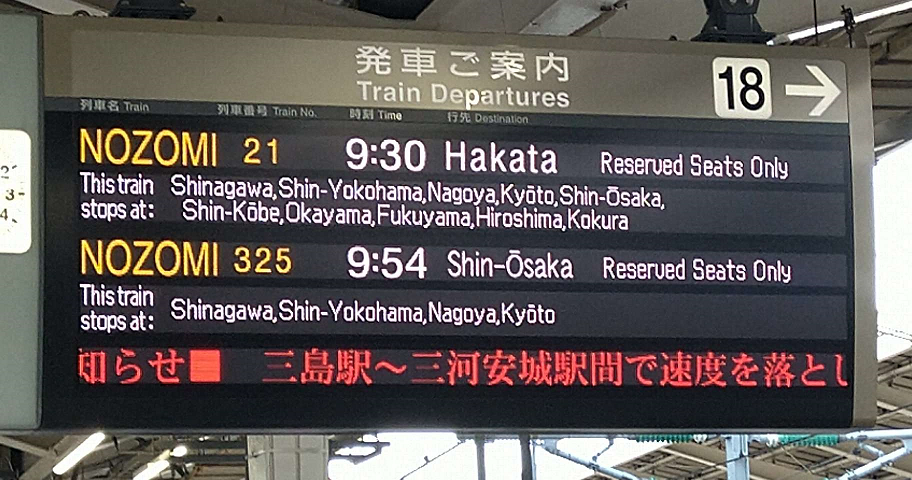 発車ご案内
Train Departures
18
列車名 Train 列車番号 Train No. 時刻 Time 行先 Destination
NOZOMI 21 9:30 Hakata Reserved Seats Only
This train stops at: Shinagawa,Shin-Yokohama,Nagoya,Kyōto,Shin-Ōsaka,
Shin-Kōbe,Okayama,Fukuyama,Hiroshima,Kokura
NOZOMI 325 9:54 Shin-Ōsaka Reserved Seats Only
This train stops at: Shinagawa,Shin-Yokohama,Nagoya,Kyōto
知らせ■ 三島駅～三河安城駅間で速度を落とし
2
3
4